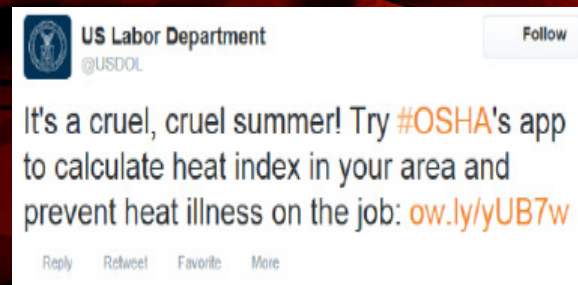 US Labor Department
@USDOL
Follow
It's a cruel, cruel summer! Try #OSHA's app
to calculate heat index in your area and
prevent heat illness on the job: ow.ly/yUB7w
Reply Retweet Favorite More